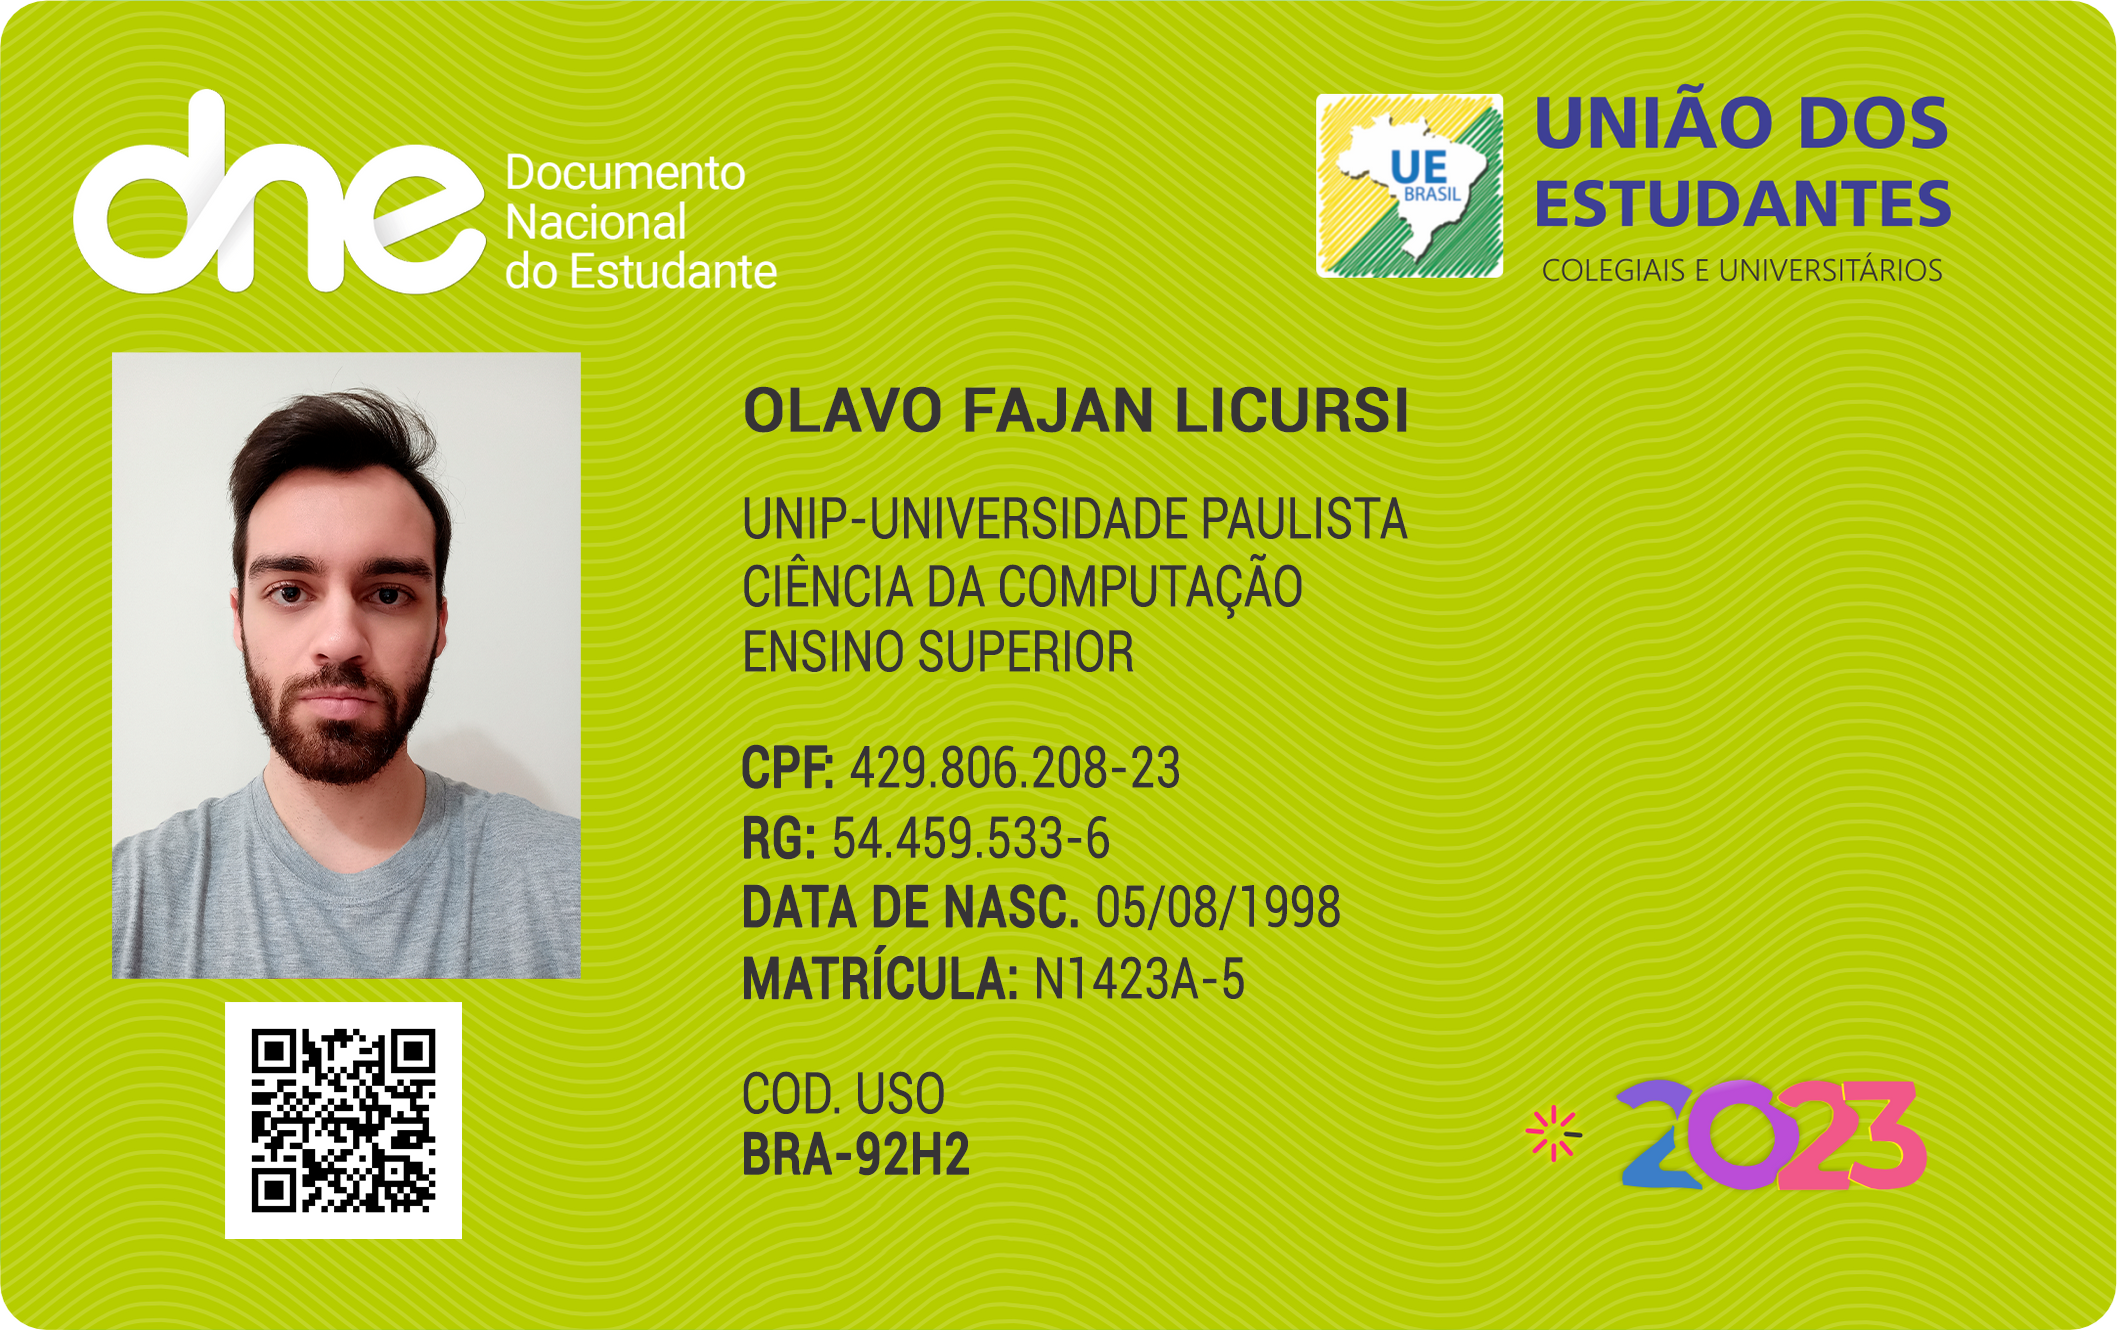 dne
Documento
Nacional
do Estudante
UE
BRASIL
UNIÃO DOS
ESTUDANTES
COLEGIAIS E UNIVERSITÁRIOS
OLAVO FAJAN LICURSI
UNIP-UNIVERSIDADE PAULISTA
CIÊNCIA DA COMPUTAÇÃO
ENSINO SUPERIOR
CPF: 429.806.208-23
RG: 54.459.533-6
DATA DE NASC. 05/08/1998
MATRÍCULA: N1423A-5
COD. USO
BRA-92H2
2023